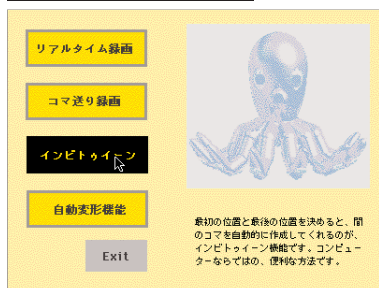 リアルタイム録画
コマ送り録画
インビトゥイーン
自動変形機能
Exit
最初の位置と最後の位置を決めると、間
のコマを自動的に作成してくれるのが、
インビトゥイーン機能です。コンピュー
ターならではの、便利な方法です。